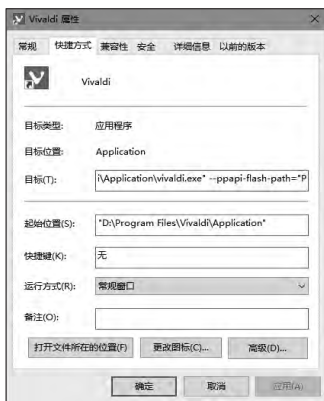 Vivaldi 属性
常规 快捷方式 兼容性 安全 详细信息 以前的版本
Vivaldi
目标类型: 应用程序
目标位置: Application
目标(T): i\Application\vivaldi.exe" --ppapi-flash-path="P
起始位置(S): "D:\Program Files\Vivaldi\Application"
快捷键(K): 无
运行方式(R): 常规窗口
备注(O):
打开文件所在的位置(F) 更改图标(C)... 高级(D)...
确定 取消 应用(A)